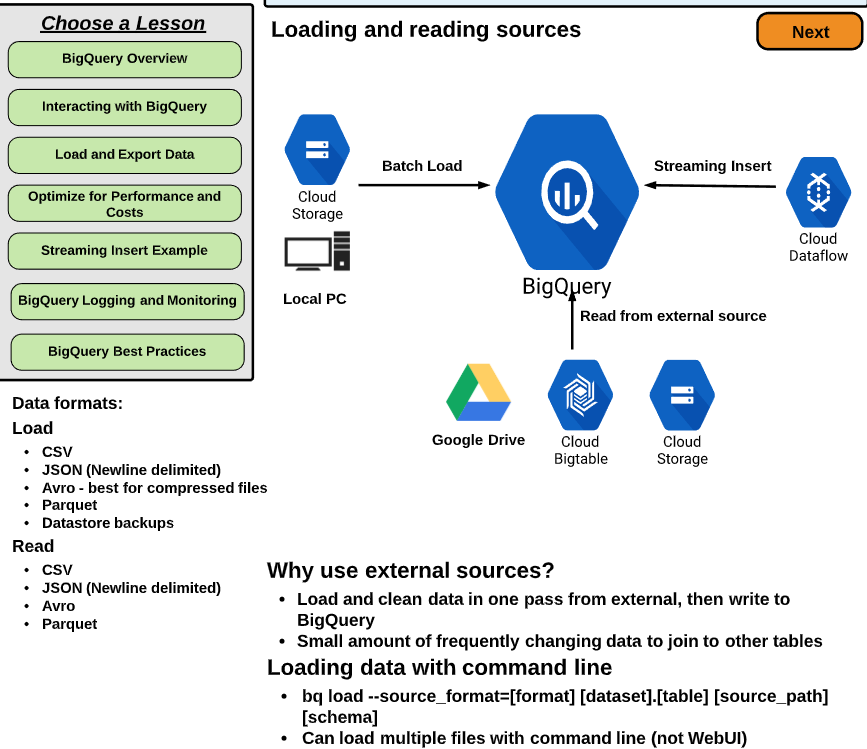 Choose a Lesson
BigQuery Overview
Interacting with BigQuery
Load and Export Data
Optimize for Performance and
Costs
Streaming Insert Example
BigQuery Logging and Monitoring
BigQuery Best Practices
Data formats:
Load
• CSV
• JSON (Newline delimited)
• Avro - best for compressed files
• Parquet
• Datastore backups
Read
• CSV
• JSON (Newline delimited)
• Avro
• Parquet
Loading and reading sources
Next
Cloud
Storage
Local PC
Batch Load
BigQuery
Streaming Insert
Cloud
Dataflow
Read from external source
Google Drive
Cloud
Bigtable
Cloud
Storage
Why use external sources?
• Load and clean data in one pass from external, then write to
BigQuery
• Small amount of frequently changing data to join to other tables
Loading data with command line
• bq load --source_format=[format] [dataset].[table] [source_path]
[schema]
• Can load multiple files with command line (not WebUI)